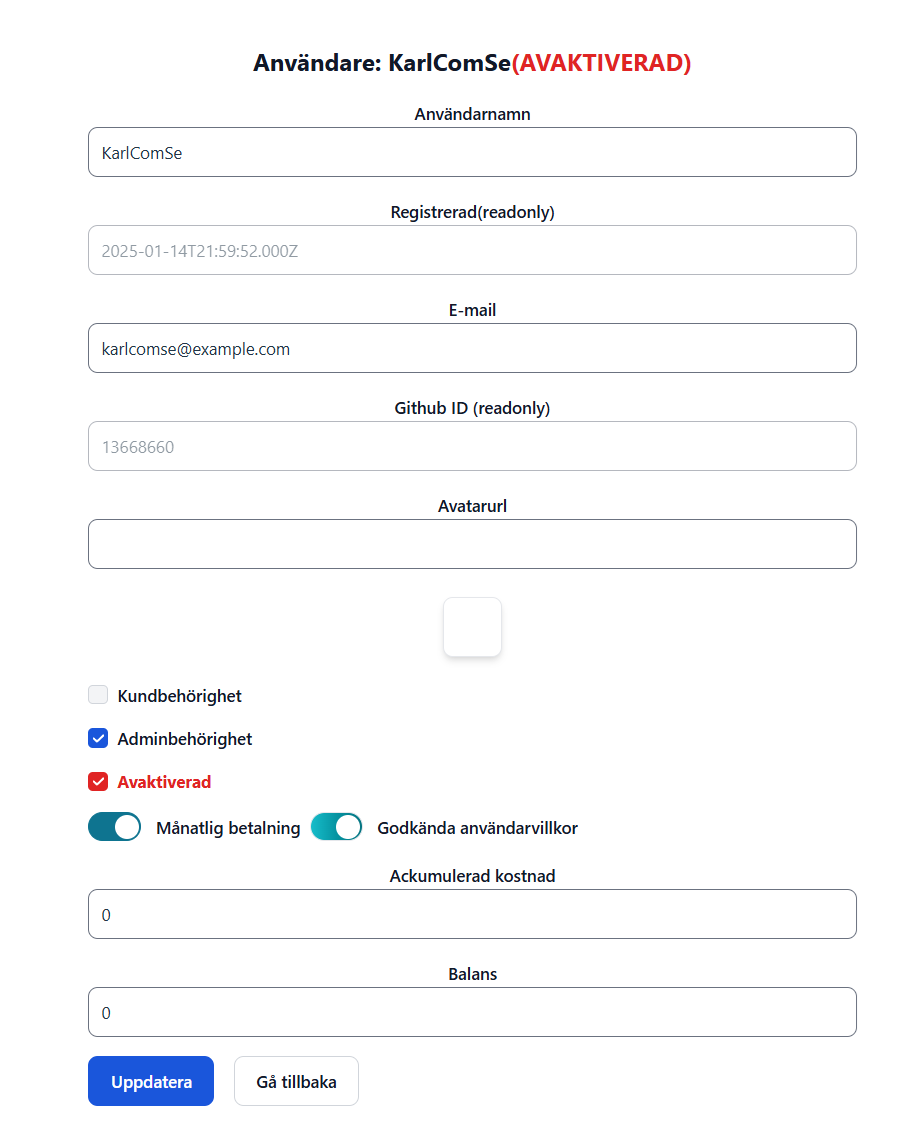 Användare: KarlComSe(AVAKTIVERAD)
Användarnamn
KarlComSe
Registrerad(readonly)
2025-01-14T21:59:52.000Z
E-mail
karlcomse@example.com
Github ID (readonly)
13668660
Avatarurl
Kundbehörighet
Adminbehörighet
Avaktiverad
Månatlig betalning Godkända användarvillkor
Ackumulerad kostnad
0
Balans
0
Uppdatera Gå tillbaka